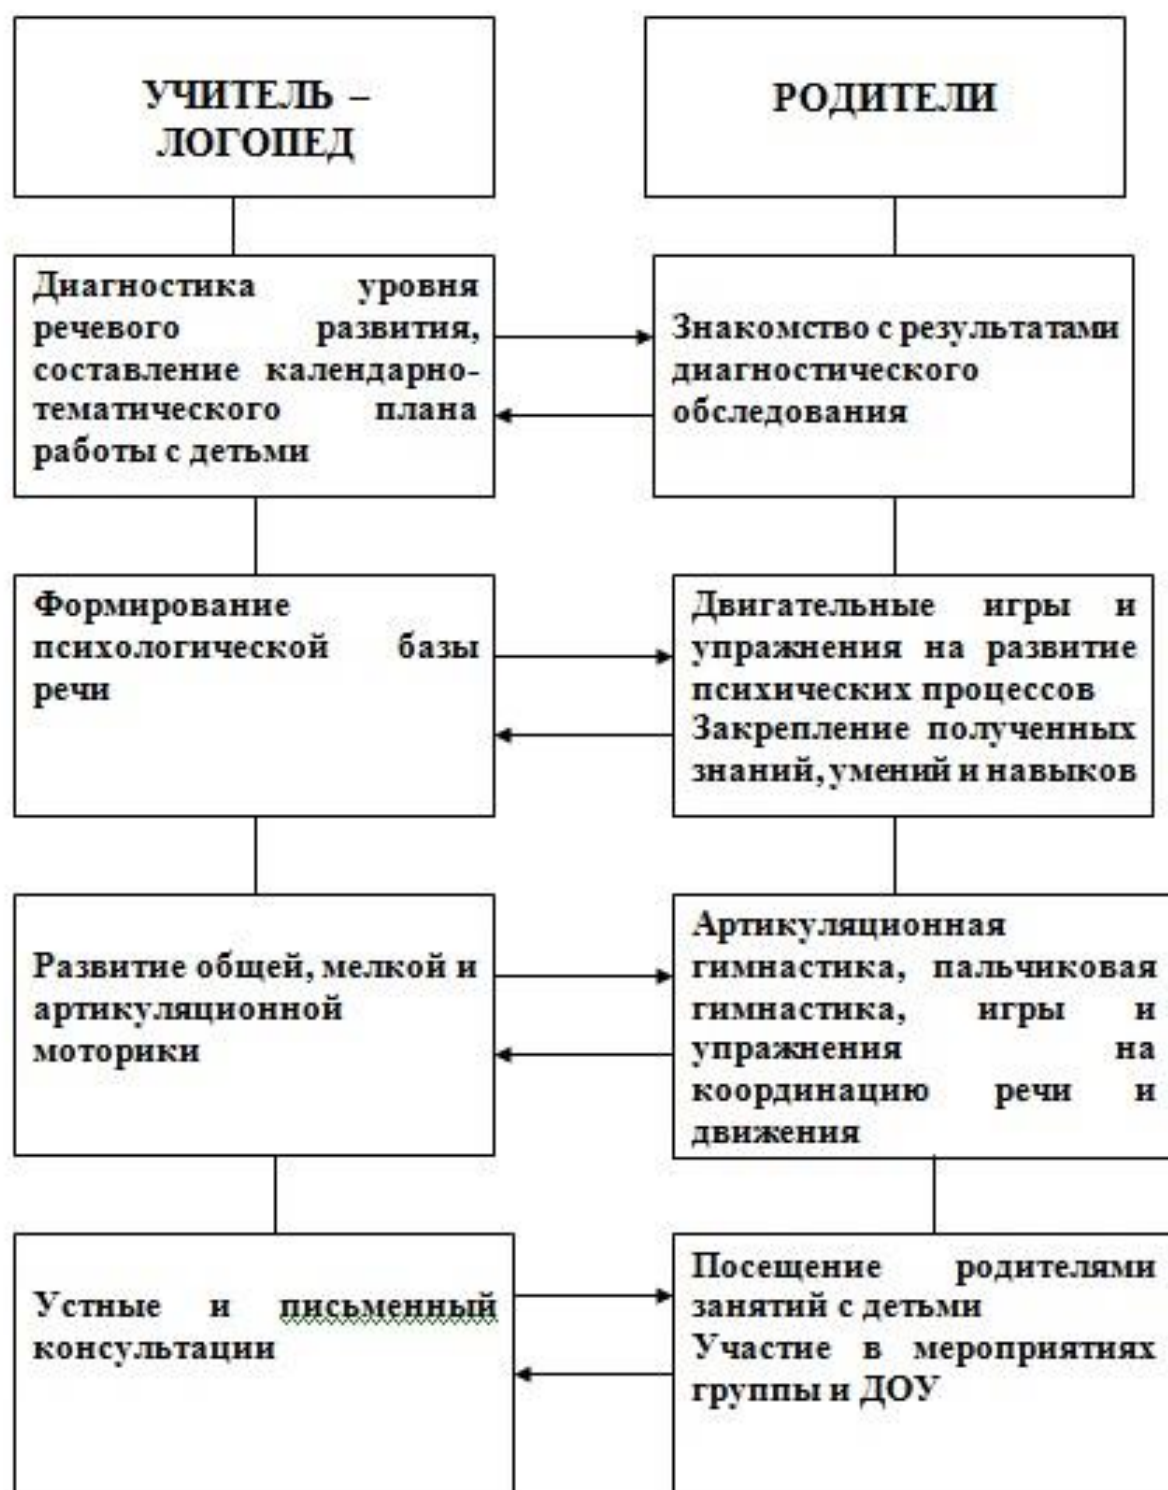 УЧИТЕЛЬ –
ЛОГОПЕД
РОДИТЕЛИ
Диагностика уровня
речевого развития,
составление календарно-
тематического плана
работы с детьми
Знакомство с результатами
диагностического
обследования
Формирование
психологической базы
речи
Двигательные игры и
упражнения на развитие
психических процессов
Закрепление полученных
знаний, умений и навыков
Развитие общей, мелкой и
артикуляционной
моторики
Артикуляционная
гимнастика, пальчиковая
гимнастика, игры и
упражнения на
координацию речи и
движения
Устные и письменный
консультации
Посещение родителями
занятий с детьми
Участие в мероприятиях
группы и ДОУ